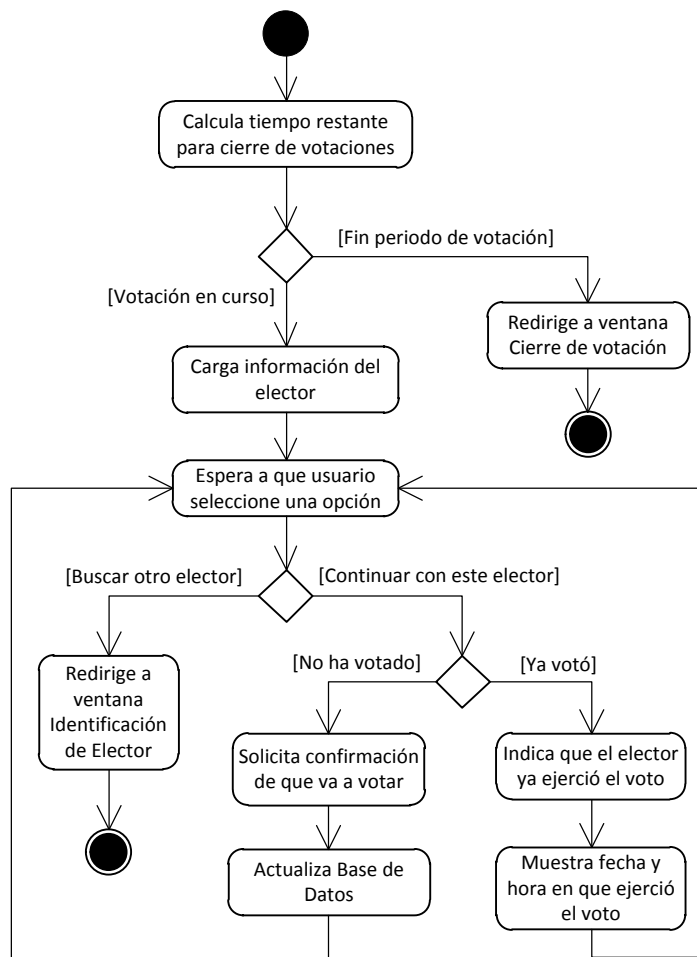 Calcula tiempo restante
para cierre de votaciones
[Fin periodo de votación]
[Votación en curso]
Redirige a ventana
Cierre de votación
Carga información del
elector
Espera a que usuario
seleccione una opción
[Buscar otro elector]
[Continuar con este elector]
Redirige a
ventana
Identificación
de Elector
[No ha votado]
[Ya votó]
Solicita confirmación
de que va a votar
Indica que el elector
ya ejerció el voto
Actualiza Base de
Datos
Muestra fecha y
hora en que ejerció
el voto